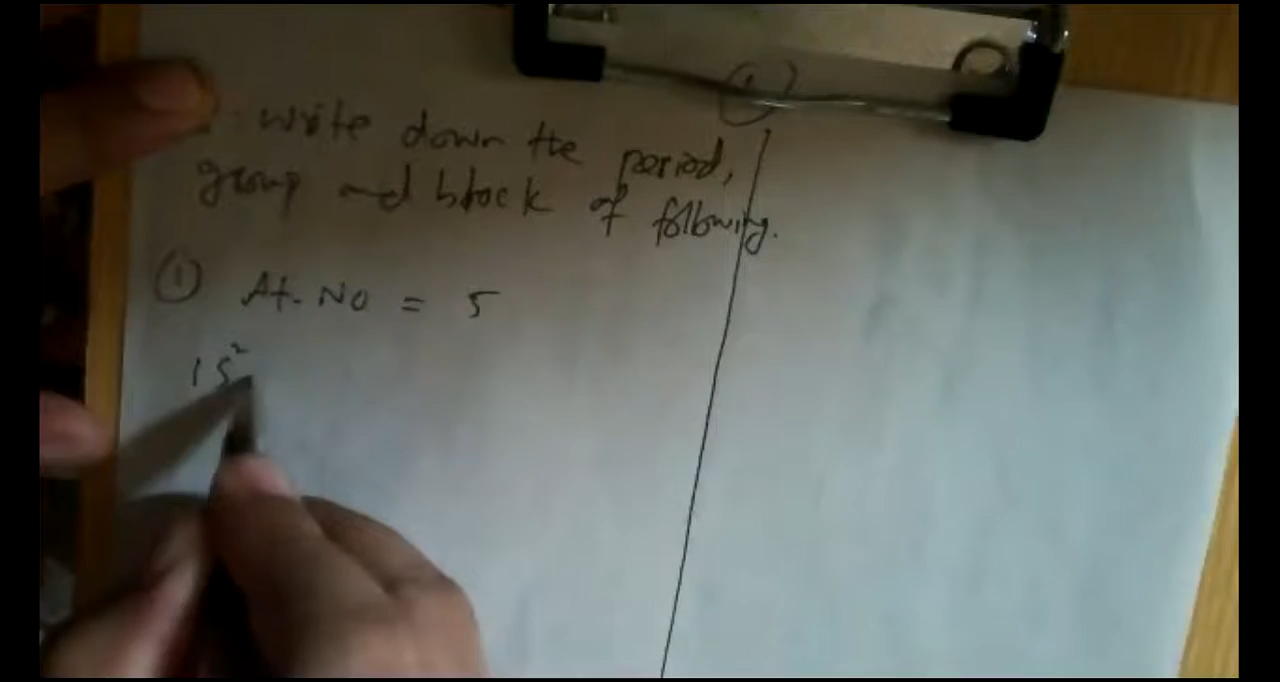 write down the period,
group and block of following.
① At. No = 5
1s²